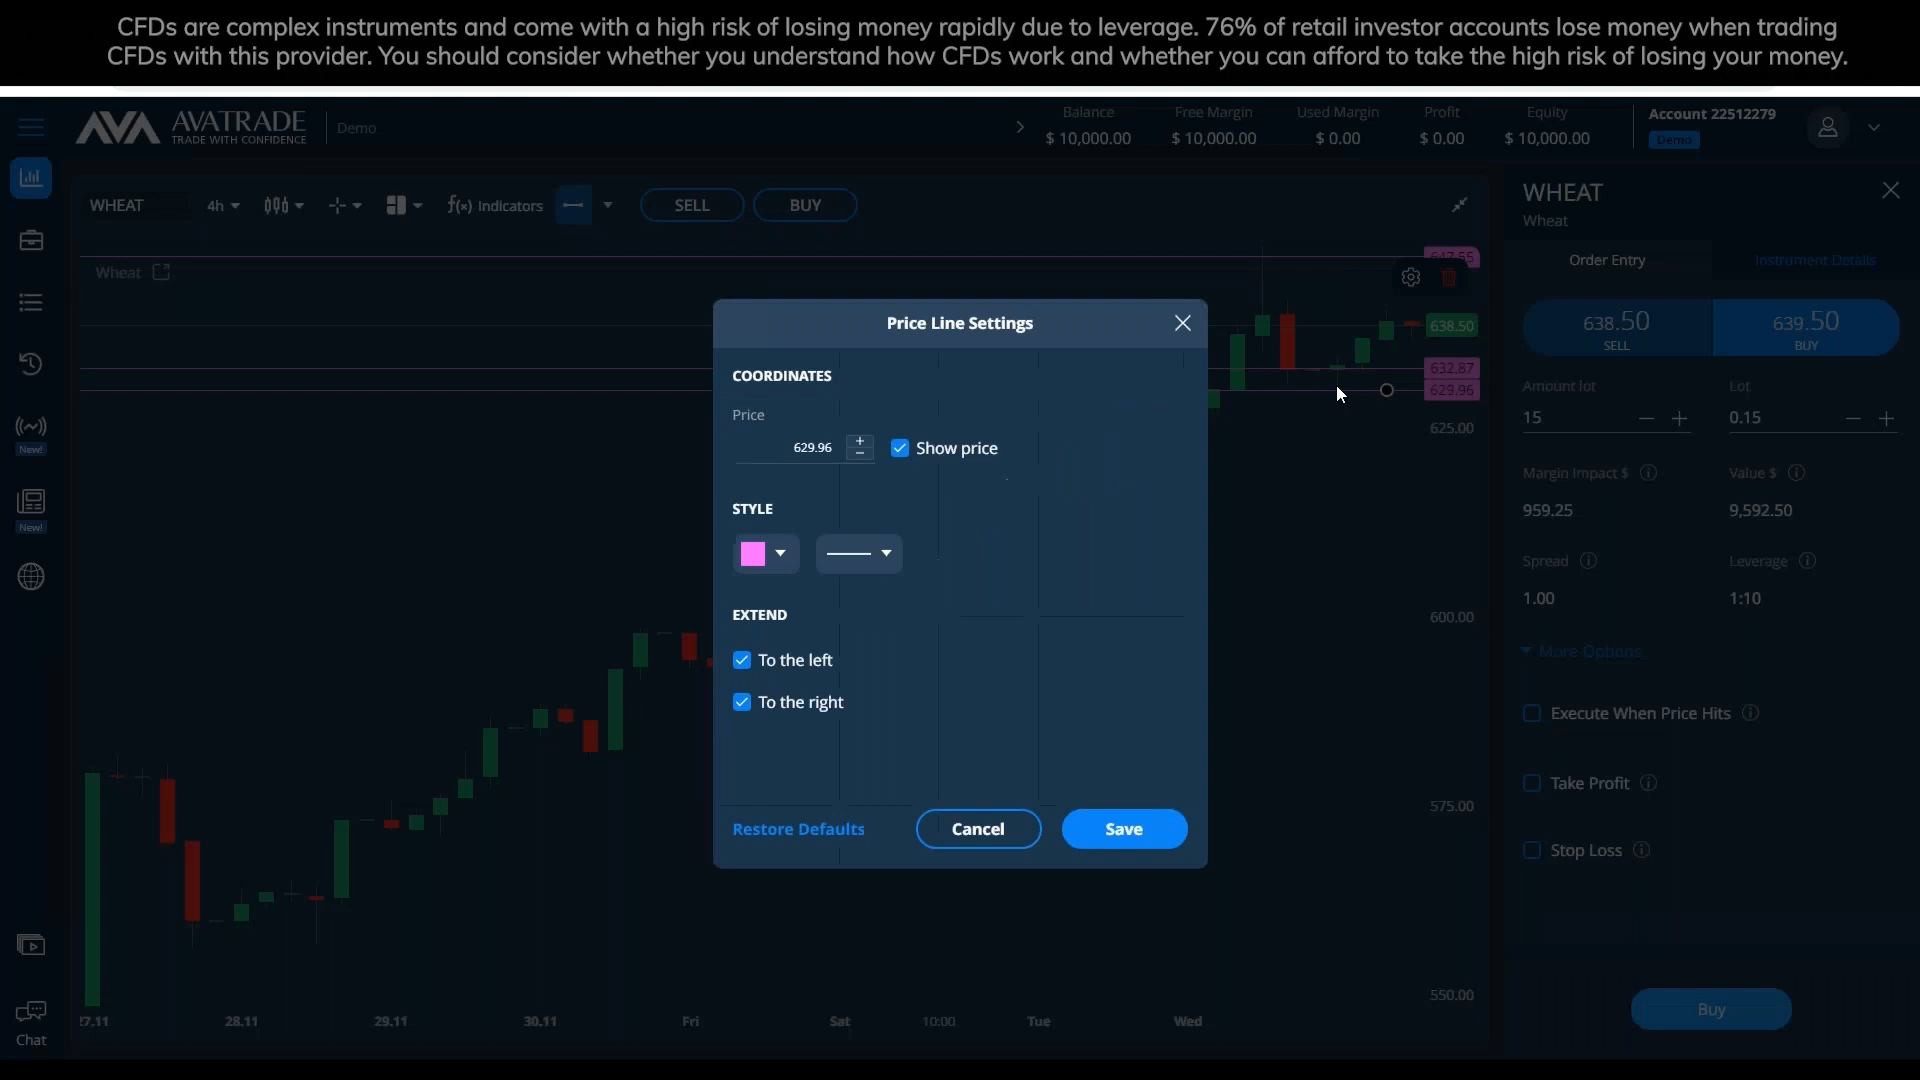 CFDs are complex instruments and come with a high risk of losing money rapidly due to leverage. 76% of retail investor accounts lose money when trading
CFDs with this provider. You should consider whether you understand how CFDs work and whether you can afford to take the high risk of losing your money.
AVA AVATRADE
TRADE WITH CONFIDENCE
Demo
Balance
$ 10,000.00
Free Margin
$ 10,000.00
Used Margin
$ 0.00
Profit
$ 0.00
Equity
$ 10,000.00
Account 22512279
Demo
WHEAT
4h
f(x) Indicators
SELL
BUY
Wheat
647.55
638.50
632.87
629.96
625.00
600.00
575.00
550.00
27.11
28.11
29.11
30.11
Fri
Sat
10:00
Tue
Wed
Price Line Settings
COORDINATES
Price
629.96
Show price
STYLE
EXTEND
To the left
To the right
Restore Defaults
Cancel
Save
WHEAT
Wheat
Order Entry
Instrument Details
638.50
SELL
639.50
BUY
Amount lot
15
Lot
0.15
Margin Impact $
959.25
Value $
9,592.50
Spread
1.00
Leverage
1:10
More Options
Execute When Price Hits
Take Profit
Stop Loss
Buy
New!
New!
Chat